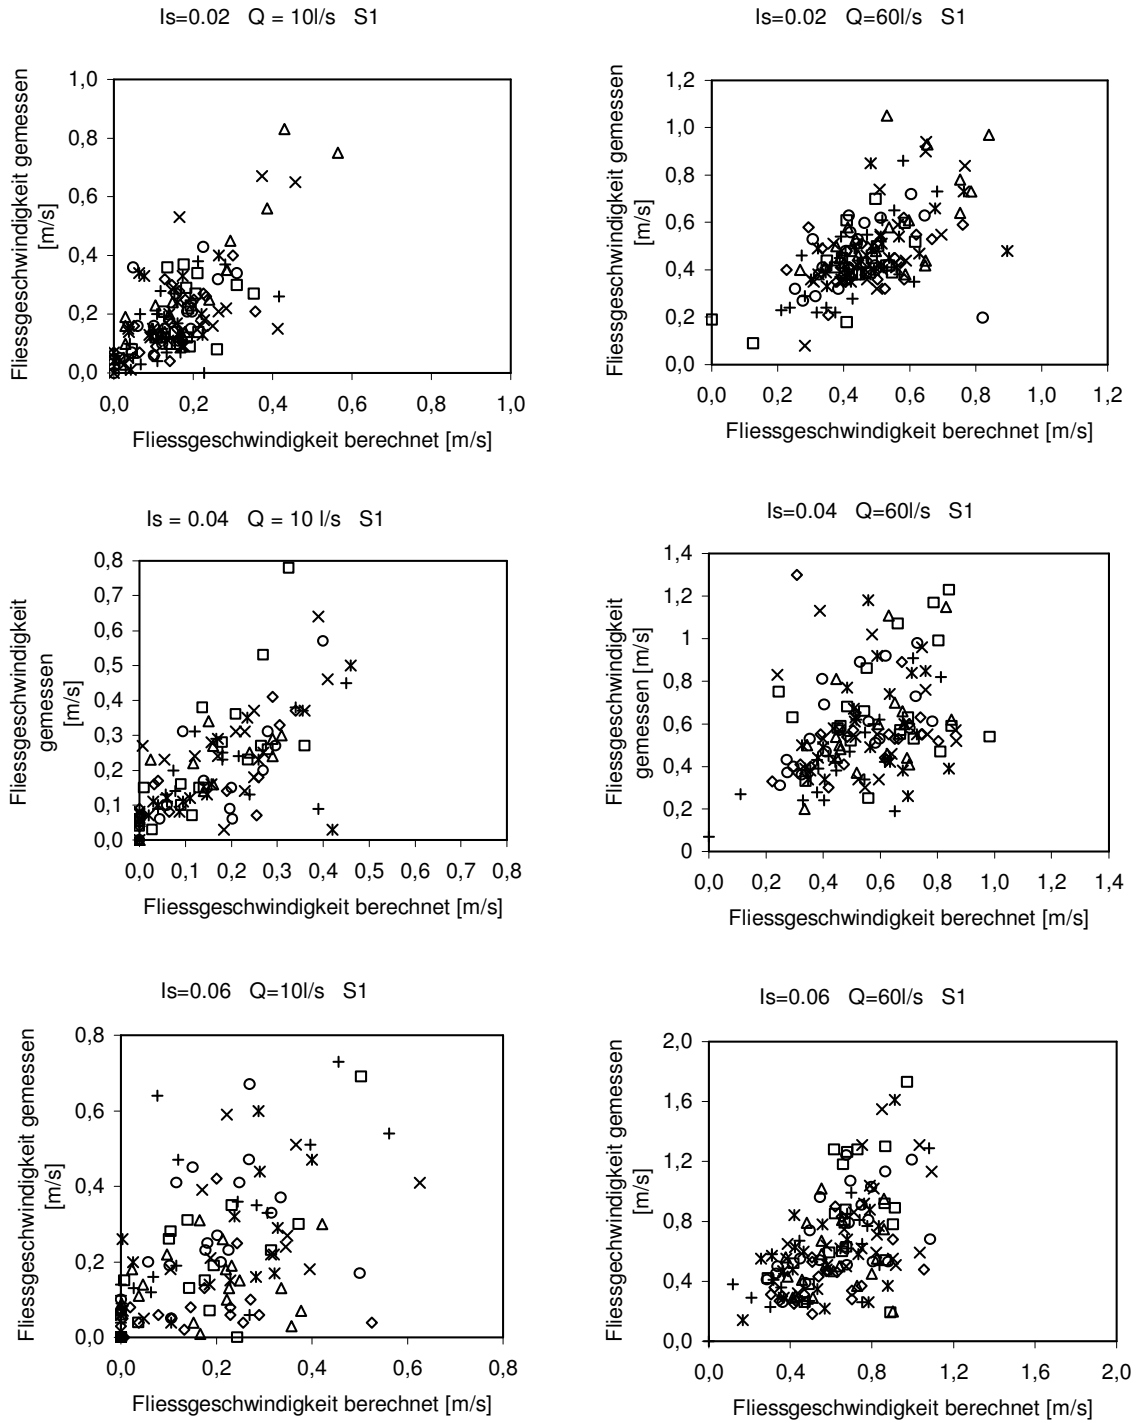 Is=0.02 Q = 10l/s S1
Fliessgeschwindigkeit gemessen
[m/s]
1,0
0,8
0,6
0,4
0,2
0,0
0,0 0,2 0,4 0,6 0,8 1,0
Fliessgeschwindigkeit berechnet [m/s]
Is=0.02 Q=60l/s S1
Fliessgeschwindigkeit gemessen
[m/s]
1,2
1,0
0,8
0,6
0,4
0,2
0,0
0,0 0,2 0,4 0,6 0,8 1,0 1,2
Fliessgeschwindigkeit berechnet [m/s]
Is = 0.04 Q = 10 l/s S1
Fliessgeschwindigkeit
gemessen
[m/s]
0,8
0,7
0,6
0,5
0,4
0,3
0,2
0,1
0,0
0,0 0,1 0,2 0,3 0,4 0,5 0,6 0,7 0,8
Fliessgeschwindigkeit berechnet [m/s]
Is=0.04 Q=60l/s S1
Fliessgeschwindigkeit
gemessen [m/s]
1,4
1,2
1
0,8
0,6
0,4
0,2
0
0,0 0,2 0,4 0,6 0,8 1,0 1,2 1,4
Fliessgeschwindigkeit berechnet [m/s]
Is=0.06 Q=10l/s S1
Fliessgeschwindigkeit gemessen
[m/s]
0,8
0,6
0,4
0,2
0,0
0,0 0,2 0,4 0,6 0,8
Fliessgeschwindigkeit berechnet [m/s]
Is=0.06 Q=60l/s S1
Fliessgechwindigkeit gemessen
[m/s]
2,0
1,6
1,2
0,8
0,4
0,0
0,0 0,4 0,8 1,2 1,6 2,0
Fliessgeschwindigkeit berechnet [m/s]